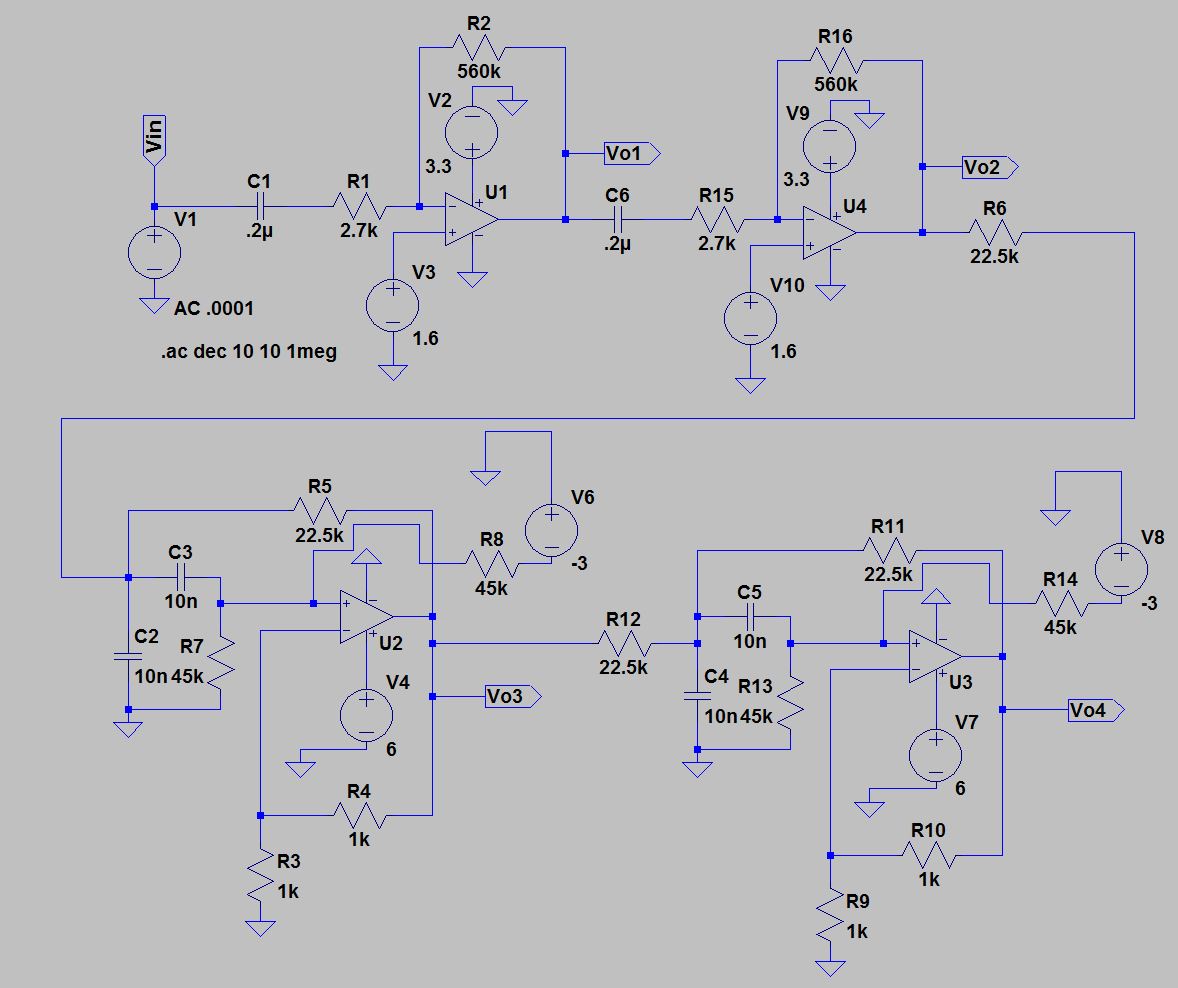 R2
560k
V2
3.3
Vin
C1
.2µ
R1
2.7k
U1
Vo1
V1
V3
1.6
AC .0001
.ac dec 10 10 1meg
R16
560k
V9
3.3
C6
.2µ
R15
2.7k
U4
Vo2
R6
22.5k
V10
1.6
R5
22.5k
V6
-3
R8
45k
C3
10n
C2
10n
R7
45k
U2
V4
6
Vo3
R4
1k
R3
1k
R12
22.5k
R11
22.5k
V8
-3
R14
45k
C5
10n
C4
10n
R13
45k
U3
V7
6
Vo4
R10
1k
R9
1k